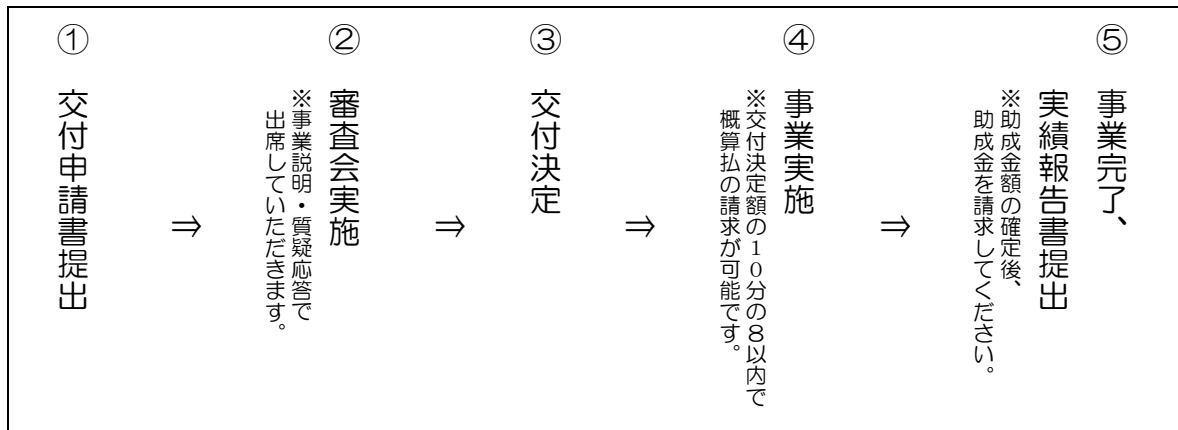 ①
交付申請書提出
⇒
②
審査会実施
※事業説明・質疑応答で
出席していただきます。
⇒
③
交付決定
⇒
④
事業実施
※交付決定額の１０分の８以内で
概算払の請求が可能です。
⇒
⑤
事業完了、
実績報告書提出
※助成金額の確定後、
助成金を請求してください。